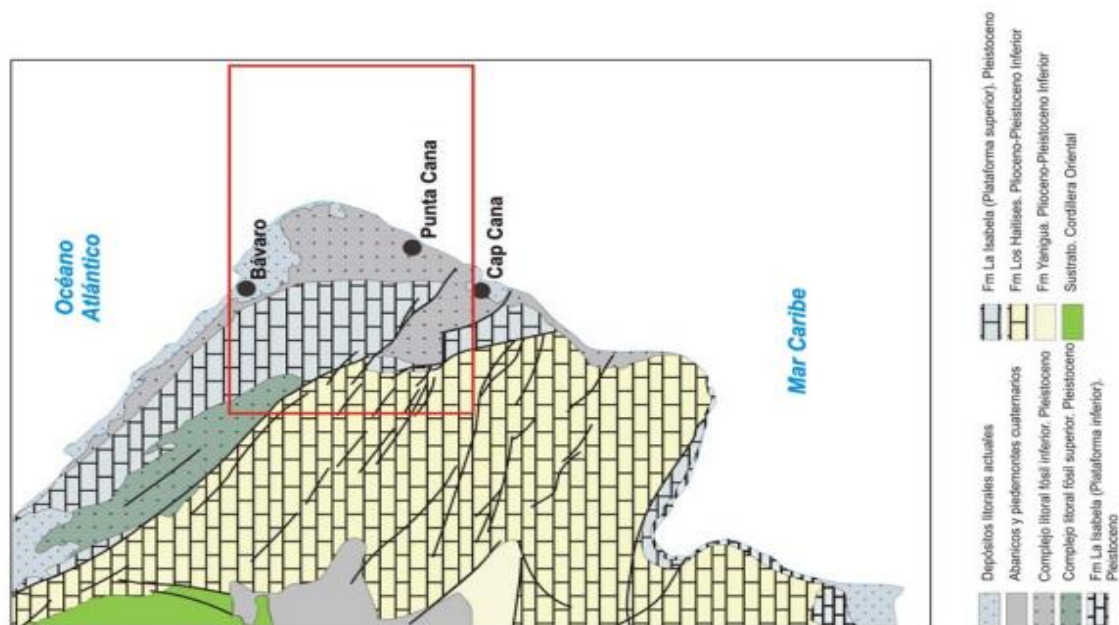 Océano
Atlántico
Bávaro
Punta Cana
Cap Cana
Mar Caribe
Depósitos litorales actuales
Abanicos y piedemontes cuaternarios
Complejo litoral fósil inferior. Pleistoceno
Complejo litoral fósil superior. Pleistoceno
Fm La Isabela (Plataforma inferior).
Pleistoceno
Fm La Isabela (Plataforma superior). Pleistoceno
Fm Los Haitises. Plioceno-Pleistoceno Inferior
Fm Yanigua. Plioceno-Pleistoceno Inferior
Sustrato. Cordillera Oriental